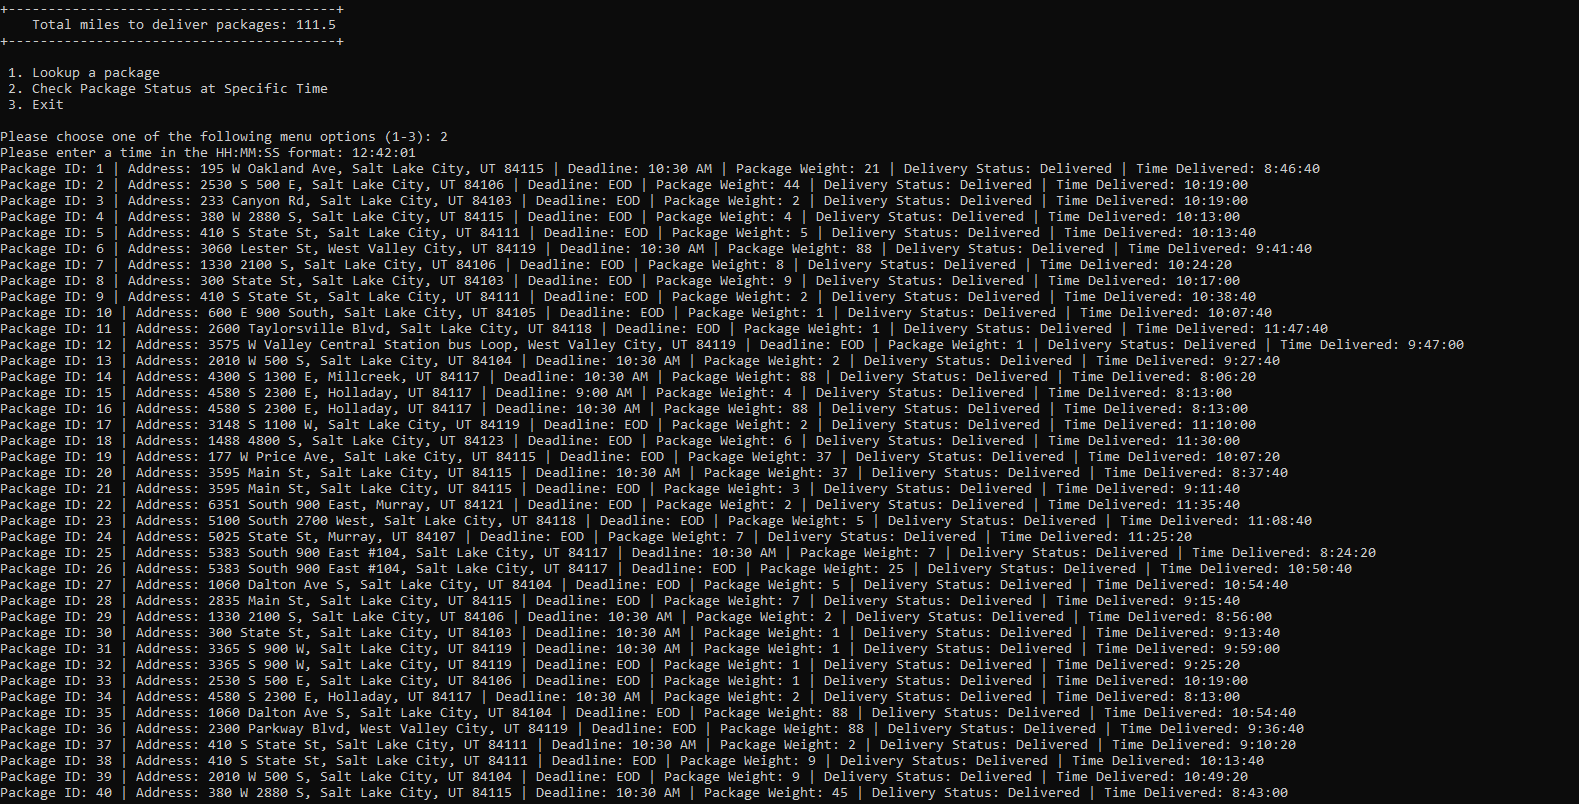 +-----------------------------------------+
Total miles to deliver packages: 111.5
+-----------------------------------------+
1. Lookup a package
2. Check Package Status at Specific Time
3. Exit
Please choose one of the following menu options (1-3): 2
Please enter a time in the HH:MM:SS format: 12:42:01
Package ID: 1 | Address: 195 W Oakland Ave, Salt Lake City, UT 84115 | Deadline: 10:30 AM | Package Weight: 21 | Delivery Status: Delivered | Time Delivered: 8:46:40
Package ID: 2 | Address: 2530 S 500 E, Salt Lake City, UT 84106 | Deadline: EOD | Package Weight: 44 | Delivery Status: Delivered | Time Delivered: 10:19:00
Package ID: 3 | Address: 233 Canyon Rd, Salt Lake City, UT 84103 | Deadline: EOD | Package Weight: 2 | Delivery Status: Delivered | Time Delivered: 10:19:00
Package ID: 4 | Address: 380 W 2880 S, Salt Lake City, UT 84115 | Deadline: EOD | Package Weight: 4 | Delivery Status: Delivered | Time Delivered: 10:13:00
Package ID: 5 | Address: 410 S State St, Salt Lake City, UT 84111 | Deadline: EOD | Package Weight: 5 | Delivery Status: Delivered | Time Delivered: 10:13:40
Package ID: 6 | Address: 3060 Lester St, West Valley City, UT 84119 | Deadline: 10:30 AM | Package Weight: 88 | Delivery Status: Delivered | Time Delivered: 9:41:40
Package ID: 7 | Address: 1330 2100 S, Salt Lake City, UT 84106 | Deadline: EOD | Package Weight: 8 | Delivery Status: Delivered | Time Delivered: 10:24:20
Package ID: 8 | Address: 300 State St, Salt Lake City, UT 84103 | Deadline: EOD | Package Weight: 9 | Delivery Status: Delivered | Time Delivered: 10:17:00
Package ID: 9 | Address: 410 S State St, Salt Lake City, UT 84111 | Deadline: EOD | Package Weight: 2 | Delivery Status: Delivered | Time Delivered: 10:38:40
Package ID: 10 | Address: 600 E 900 South, Salt Lake City, UT 84105 | Deadline: EOD | Package Weight: 1 | Delivery Status: Delivered | Time Delivered: 10:07:40
Package ID: 11 | Address: 2600 Taylorsville Blvd, Salt Lake City, UT 84118 | Deadline: EOD | Package Weight: 1 | Delivery Status: Delivered | Time Delivered: 11:47:40
Package ID: 12 | Address: 3575 W Valley Central Station bus Loop, West Valley City, UT 84119 | Deadline: EOD | Package Weight: 1 | Delivery Status: Delivered | Time Delivered: 9:47:00
Package ID: 13 | Address: 2010 W 500 S, Salt Lake City, UT 84104 | Deadline: 10:30 AM | Package Weight: 2 | Delivery Status: Delivered | Time Delivered: 9:27:40
Package ID: 14 | Address: 4300 S 1300 E, Millcreek, UT 84117 | Deadline: 10:30 AM | Package Weight: 88 | Delivery Status: Delivered | Time Delivered: 8:06:20
Package ID: 15 | Address: 4580 S 2300 E, Holladay, UT 84117 | Deadline: 9:00 AM | Package Weight: 4 | Delivery Status: Delivered | Time Delivered: 8:13:00
Package ID: 16 | Address: 4580 S 2300 E, Holladay, UT 84117 | Deadline: 10:30 AM | Package Weight: 88 | Delivery Status: Delivered | Time Delivered: 8:13:00
Package ID: 17 | Address: 3148 S 1100 W, Salt Lake City, UT 84119 | Deadline: EOD | Package Weight: 2 | Delivery Status: Delivered | Time Delivered: 11:10:00
Package ID: 18 | Address: 1488 4800 S, Salt Lake City, UT 84123 | Deadline: EOD | Package Weight: 6 | Delivery Status: Delivered | Time Delivered: 11:30:00
Package ID: 19 | Address: 177 W Price Ave, Salt Lake City, UT 84115 | Deadline: EOD | Package Weight: 37 | Delivery Status: Delivered | Time Delivered: 10:07:20
Package ID: 20 | Address: 3595 Main St, Salt Lake City, UT 84115 | Deadline: 10:30 AM | Package Weight: 37 | Delivery Status: Delivered | Time Delivered: 8:37:40
Package ID: 21 | Address: 3595 Main St, Salt Lake City, UT 84115 | Deadline: EOD | Package Weight: 3 | Delivery Status: Delivered | Time Delivered: 9:11:40
Package ID: 22 | Address: 6351 South 900 East, Murray, UT 84121 | Deadline: EOD | Package Weight: 2 | Delivery Status: Delivered | Time Delivered: 11:35:40
Package ID: 23 | Address: 5100 South 2700 West, Salt Lake City, UT 84118 | Deadline: EOD | Package Weight: 5 | Delivery Status: Delivered | Time Delivered: 11:08:40
Package ID: 24 | Address: 5025 State St, Murray, UT 84107 | Deadline: EOD | Package Weight: 7 | Delivery Status: Delivered | Time Delivered: 11:25:20
Package ID: 25 | Address: 5383 South 900 East #104, Salt Lake City, UT 84117 | Deadline: 10:30 AM | Package Weight: 7 | Delivery Status: Delivered | Time Delivered: 8:24:20
Package ID: 26 | Address: 5383 South 900 East #104, Salt Lake City, UT 84117 | Deadline: EOD | Package Weight: 25 | Delivery Status: Delivered | Time Delivered: 10:50:40
Package ID: 27 | Address: 1060 Dalton Ave S, Salt Lake City, UT 84104 | Deadline: EOD | Package Weight: 5 | Delivery Status: Delivered | Time Delivered: 10:54:40
Package ID: 28 | Address: 2835 Main St, Salt Lake City, UT 84115 | Deadline: EOD | Package Weight: 7 | Delivery Status: Delivered | Time Delivered: 9:15:40
Package ID: 29 | Address: 1330 2100 S, Salt Lake City, UT 84106 | Deadline: 10:30 AM | Package Weight: 2 | Delivery Status: Delivered | Time Delivered: 8:56:00
Package ID: 30 | Address: 300 State St, Salt Lake City, UT 84103 | Deadline: 10:30 AM | Package Weight: 1 | Delivery Status: Delivered | Time Delivered: 9:13:40
Package ID: 31 | Address: 3365 S 900 W, Salt Lake City, UT 84119 | Deadline: 10:30 AM | Package Weight: 1 | Delivery Status: Delivered | Time Delivered: 9:59:00
Package ID: 32 | Address: 3365 S 900 W, Salt Lake City, UT 84119 | Deadline: EOD | Package Weight: 1 | Delivery Status: Delivered | Time Delivered: 9:25:20
Package ID: 33 | Address: 2530 S 500 E, Salt Lake City, UT 84106 | Deadline: EOD | Package Weight: 1 | Delivery Status: Delivered | Time Delivered: 10:19:00
Package ID: 34 | Address: 4580 S 2300 E, Holladay, UT 84117 | Deadline: 10:30 AM | Package Weight: 2 | Delivery Status: Delivered | Time Delivered: 8:13:00
Package ID: 35 | Address: 1060 Dalton Ave S, Salt Lake City, UT 84104 | Deadline: EOD | Package Weight: 88 | Delivery Status: Delivered | Time Delivered: 10:54:40
Package ID: 36 | Address: 2300 Parkway Blvd, West Valley City, UT 84119 | Deadline: EOD | Package Weight: 88 | Delivery Status: Delivered | Time Delivered: 9:36:40
Package ID: 37 | Address: 410 S State St, Salt Lake City, UT 84111 | Deadline: 10:30 AM | Package Weight: 2 | Delivery Status: Delivered | Time Delivered: 9:10:20
Package ID: 38 | Address: 410 S State St, Salt Lake City, UT 84111 | Deadline: EOD | Package Weight: 9 | Delivery Status: Delivered | Time Delivered: 10:13:40
Package ID: 39 | Address: 2010 W 500 S, Salt Lake City, UT 84104 | Deadline: EOD | Package Weight: 9 | Delivery Status: Delivered | Time Delivered: 10:49:20
Package ID: 40 | Address: 380 W 2880 S, Salt Lake City, UT 84115 | Deadline: 10:30 AM | Package Weight: 45 | Delivery Status: Delivered | Time Delivered: 8:43:00